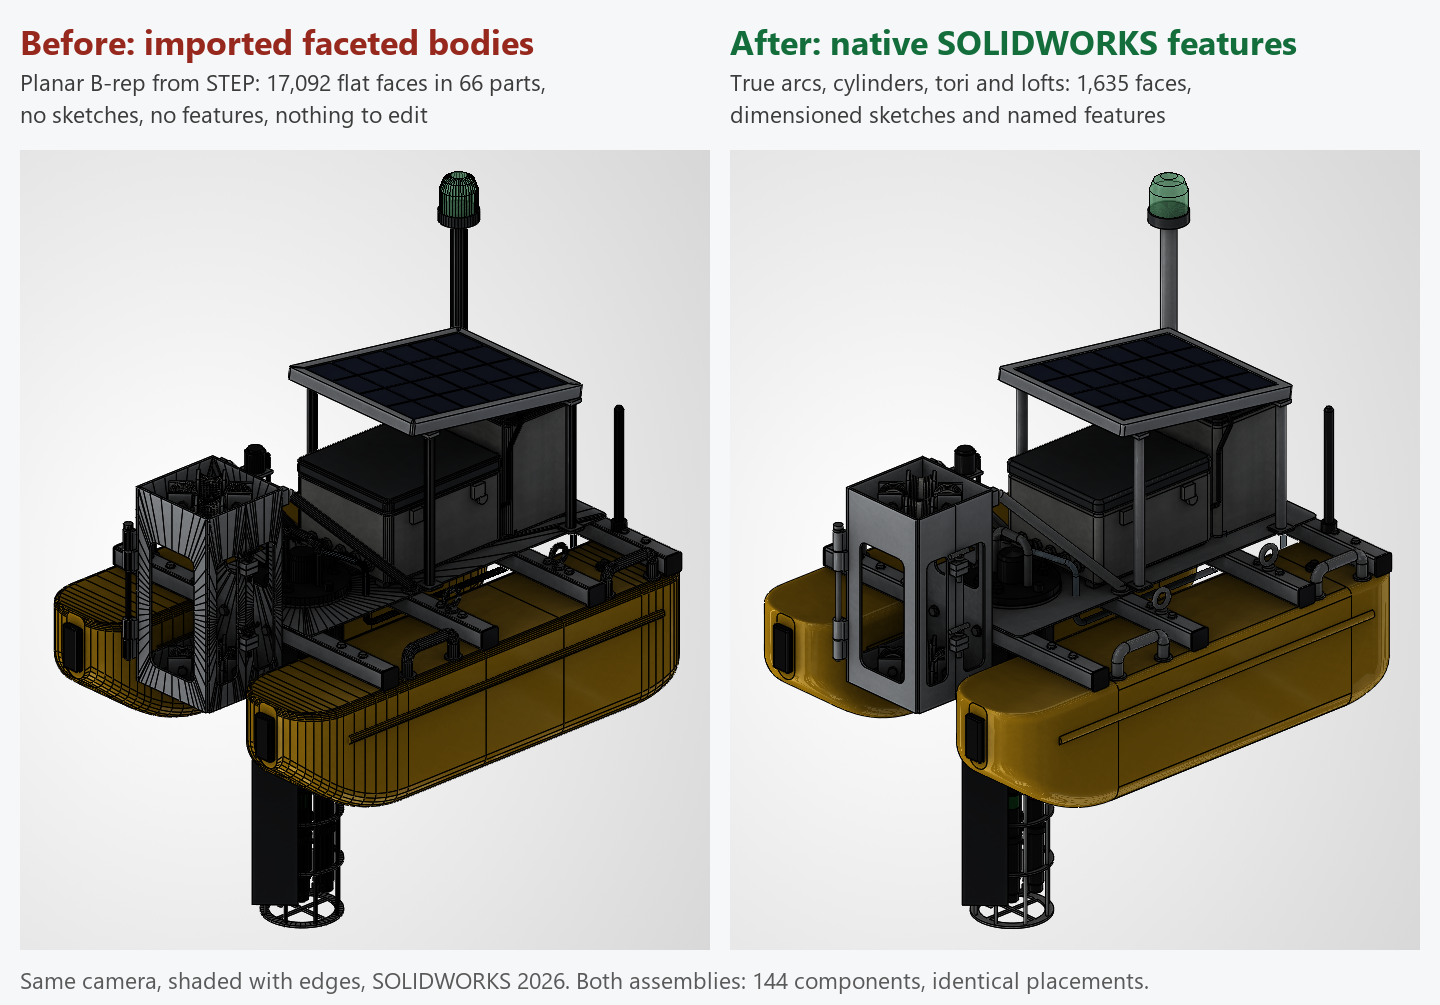 Before: imported faceted bodies
Planar B-rep from STEP: 17,092 flat faces in 66 parts,
no sketches, no features, nothing to edit
After: native SOLIDWORKS features
True arcs, cylinders, tori and lofts: 1,635 faces,
dimensioned sketches and named features
Same camera, shaded with edges, SOLIDWORKS 2026. Both assemblies: 144 components, identical placements.